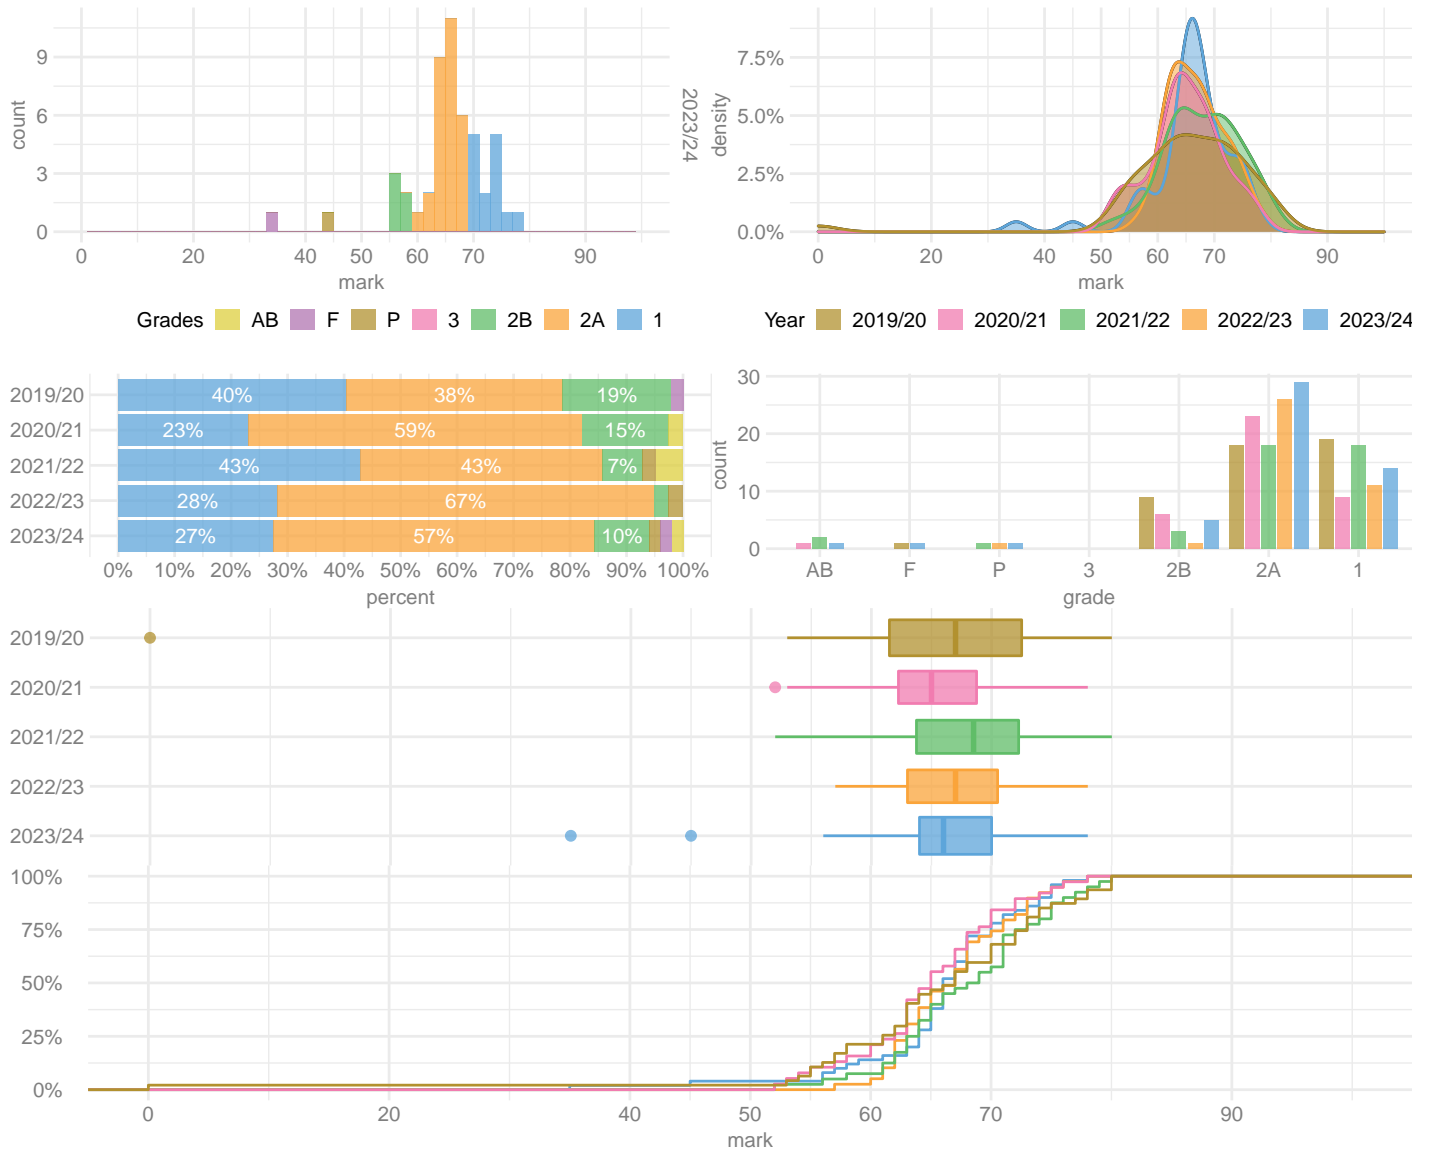 9
6
3
0
count
0
20
40
50
60
70
90
mark
2023/24
7.5%
5.0%
2.5%
0.0%
density
0
20
40
50
60
70
90
mark
Grades AB F P 3 2B 2A 1
Year 2019/20 2020/21 2021/22 2022/23 2023/24
2019/20 40% 38% 19%
2020/21 23% 59% 15%
2021/22 43% 43% 7%
2022/23 28% 67%
2023/24 27% 57% 10%
0% 10% 20% 30% 40% 50% 60% 70% 80% 90% 100%
percent
30
20
10
0
count
AB F P 3 2B 2A 1
grade
2019/20
2020/21
2021/22
2022/23
2023/24
100%
75%
50%
25%
0%
0 20 40 50 60 70 90
mark